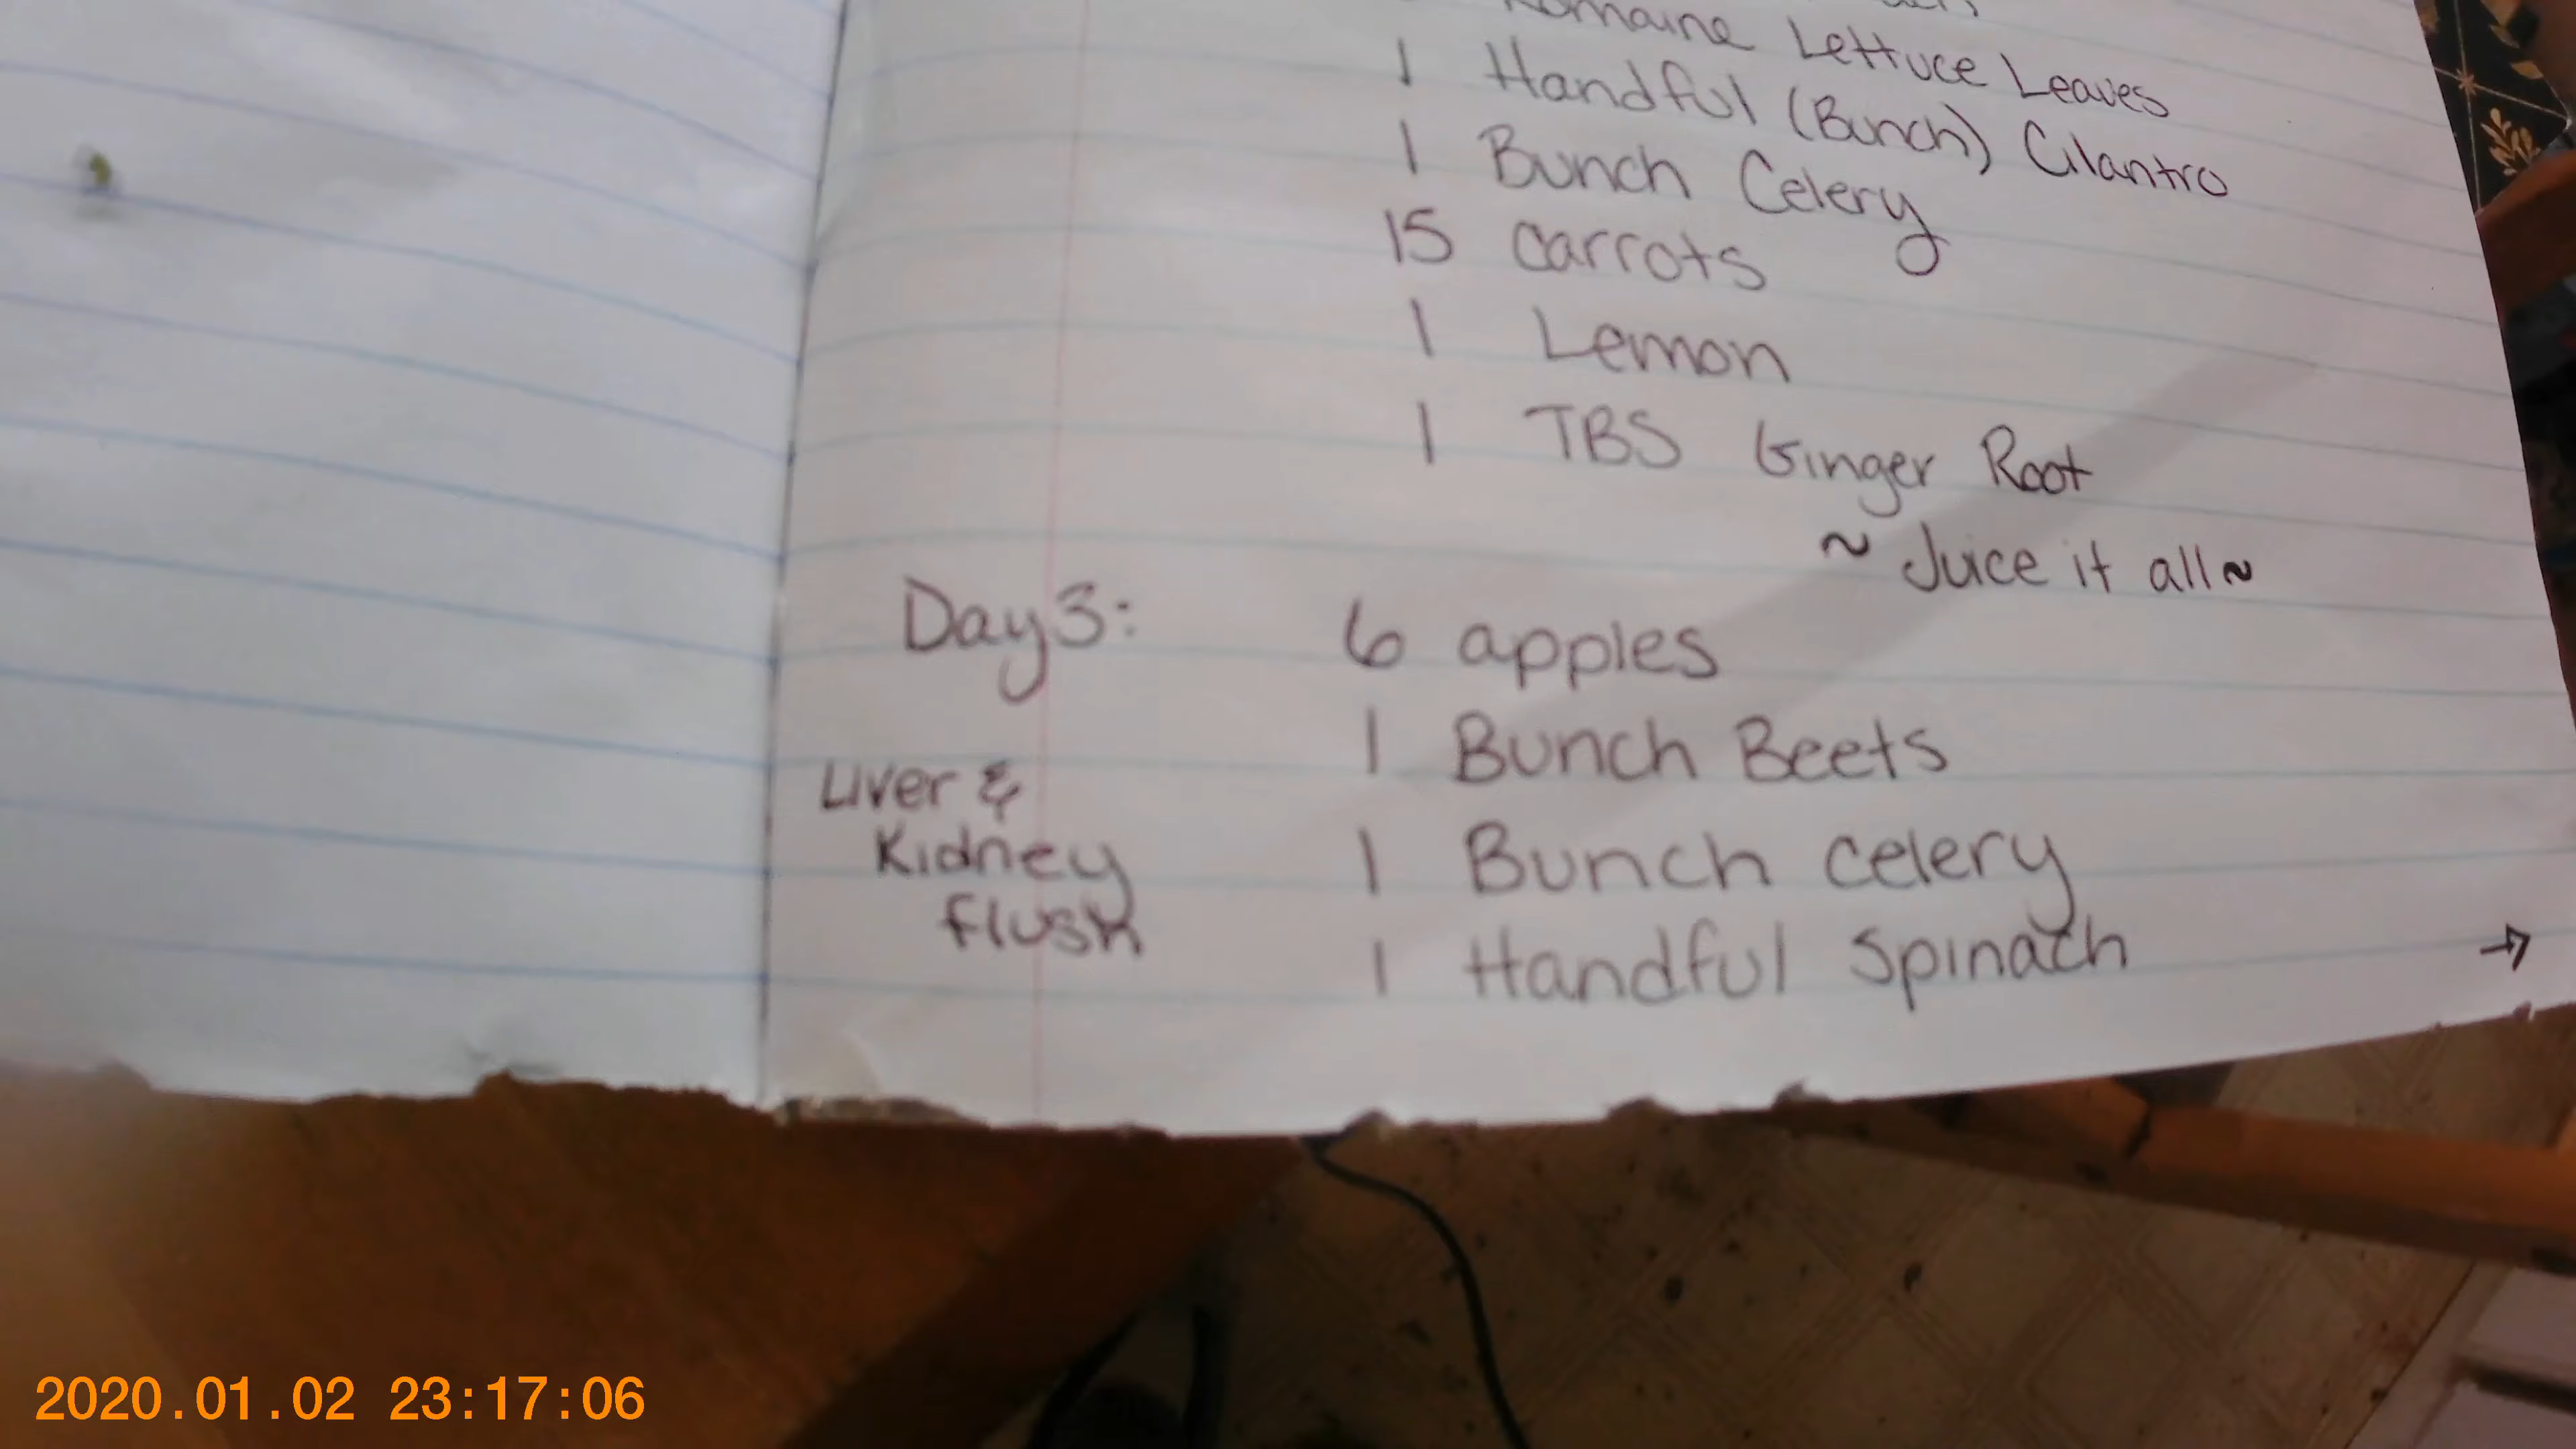 Romaine Lettuce Leaves
1 Handful (Bunch) Cilantro
1 Bunch Celery
15 carrots
1 Lemon
1 TBS Ginger Root
~ Juice it all ~
Day 3: 6 apples
1 Bunch Beets
Liver &
Kidney
flush
1 Bunch celery
1 Handful Spinach →
2020.01.02 23:17:06